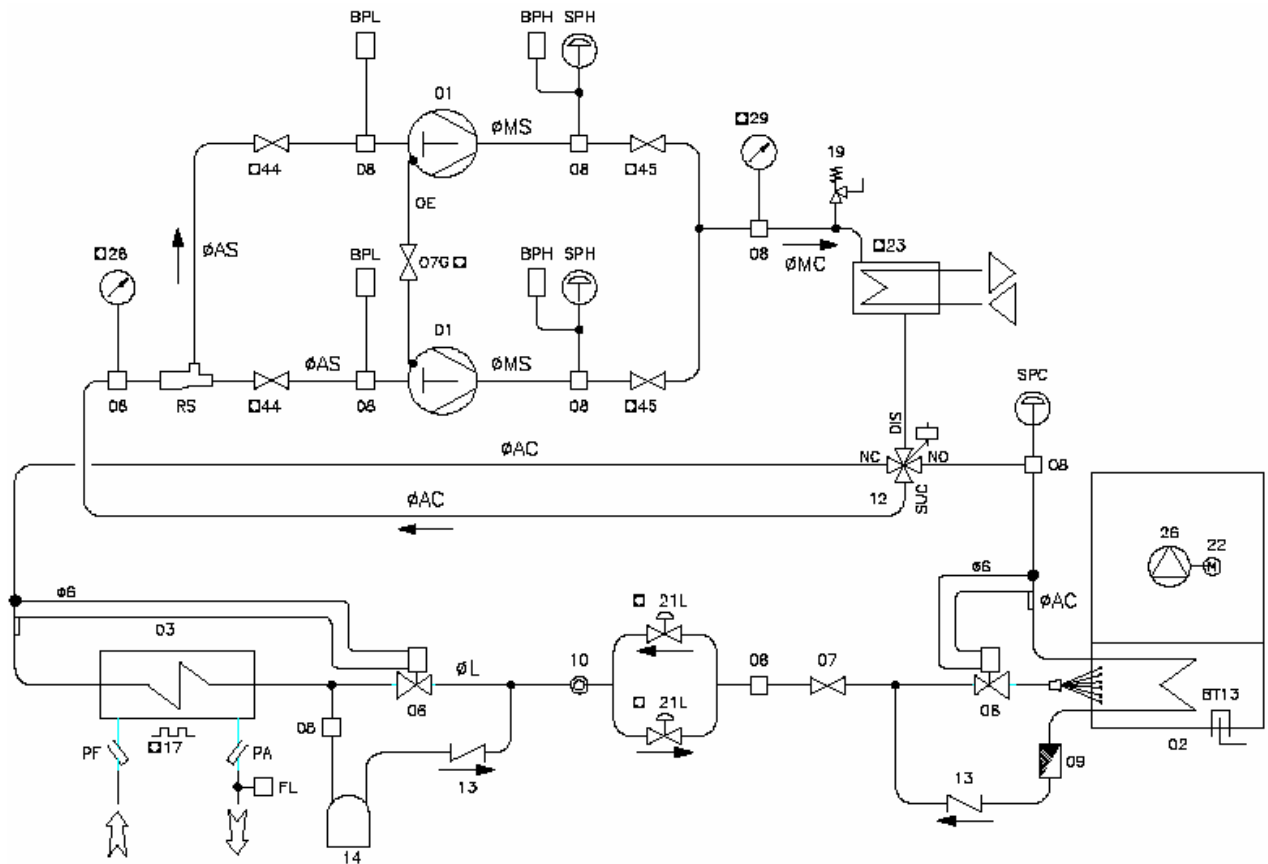 BPL
BPH SPH
01
ØMS
44
08
08
45
29
19
OE
08
ØMC
23
28
ØAS
BPL
07G
BPH SPH
D1
ØAS
ØMS
08
RS
44
08
08
45
SPC
DIS
ØAC
NC
NO
08
12
SUC
ØAC
26
22
M
ø6
ø6
ØAC
03
21L
ØL
10
08
07
21L
06
08
BT13
02
08
17
PF
PA
FL
13
09
13
14